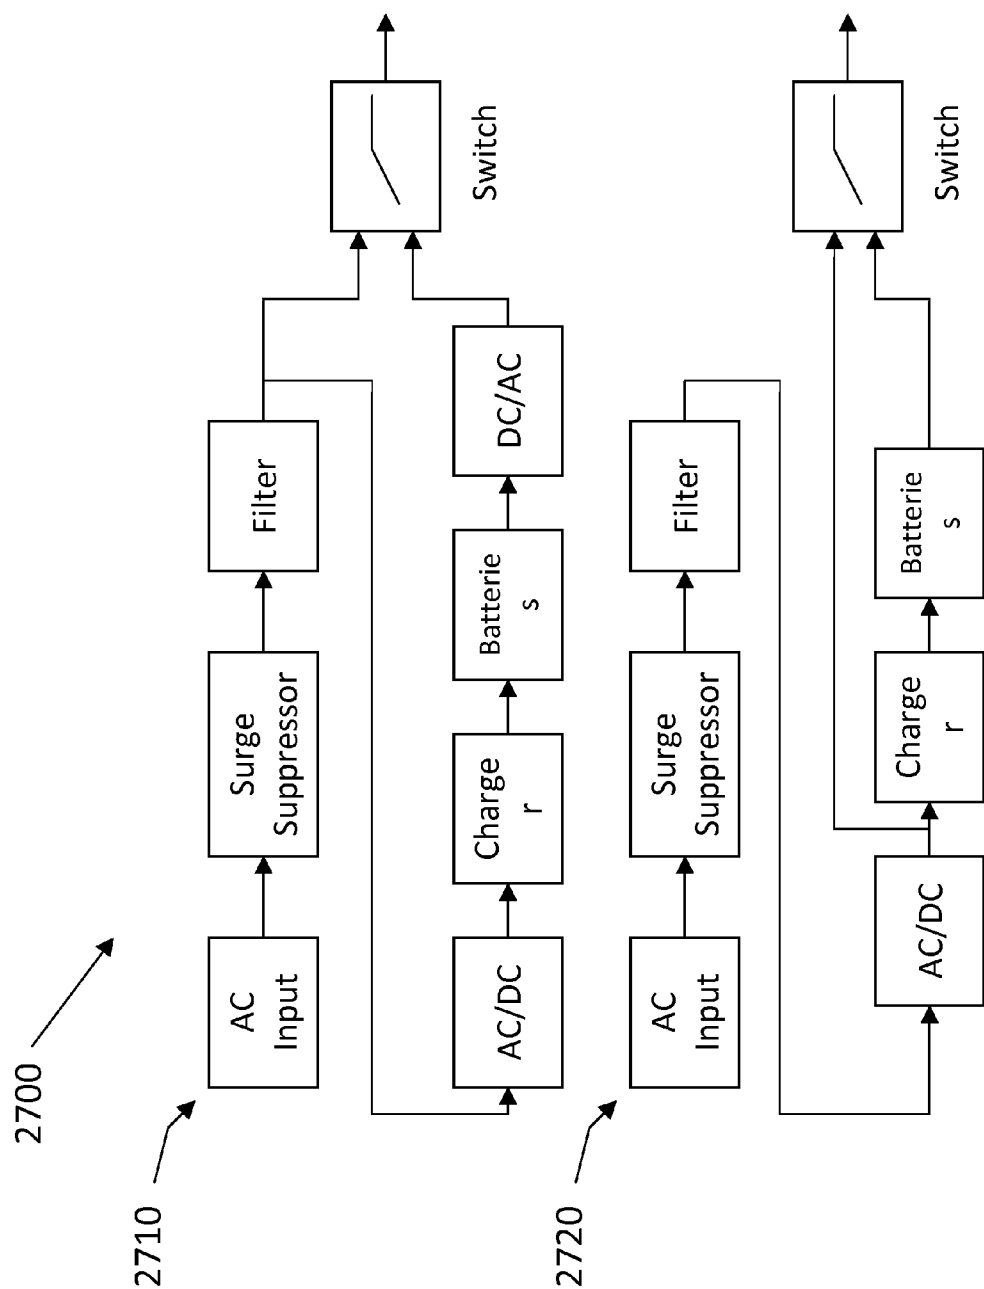 2700
2710
AC
Input
Surge
Suppressor
Filter
Switch
AC/DC
Charge
r
Batterie
s
DC/AC
2720
AC
Input
Surge
Suppressor
Filter
Switch
AC/DC
Charge
r
Batterie
s